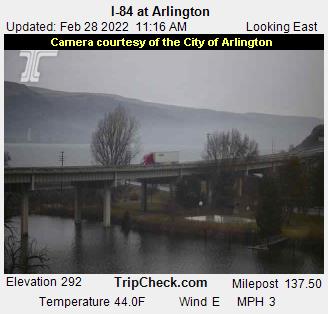 I-84 at Arlington
Updated: Feb 28 2022 11:16 AM Looking East
Camera courtesy of the City of Arlington
Elevation 292 TripCheck.com Milepost 137.50
Temperature 44.0F Wind E MPH 3